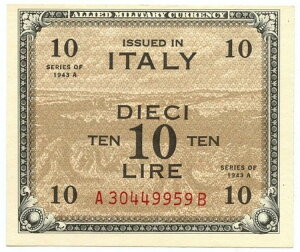 ALLIED MILITARY CURRENCY
10 ISSUED IN 10
ITALY
SERIES OF 1943 A
SERIES OF 1943 A
DIECI
TEN 10 TEN
LIRE
10 10
A 30449959 B